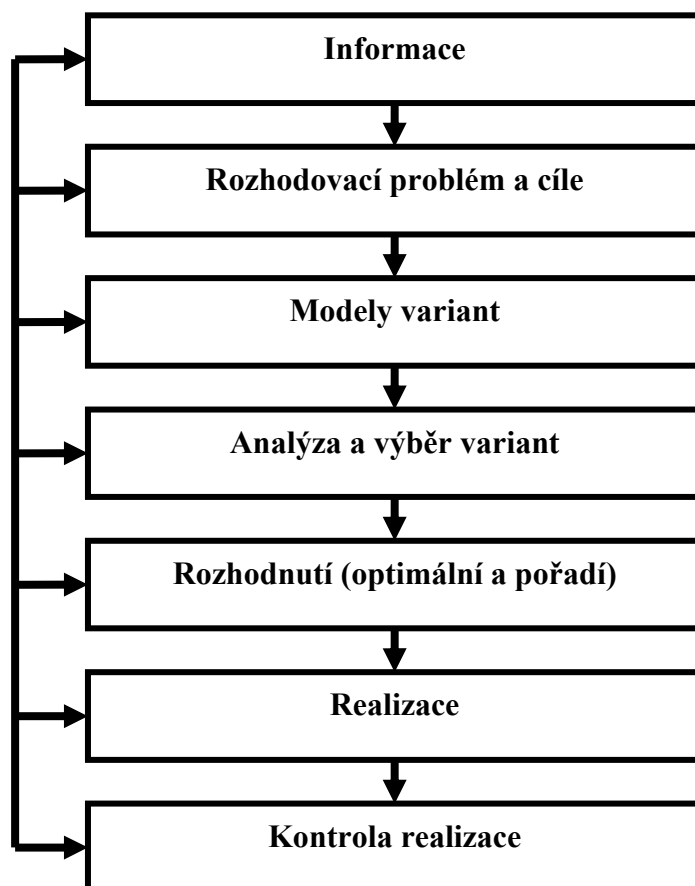 Informace
Rozhodovací problém a cíle
Modely variant
Analýza a výběr variant
Rozhodnutí (optimální a pořadí)
Realizace
Kontrola realizace